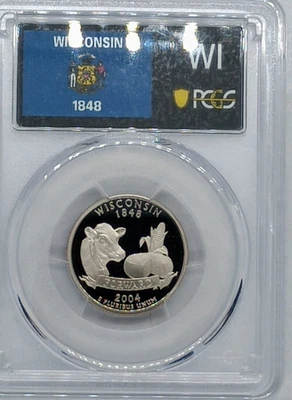 WISCONSIN
WI
1848
PCGS
WISCONSIN
1848
FORWARD
2004
E PLURIBUS UNUM